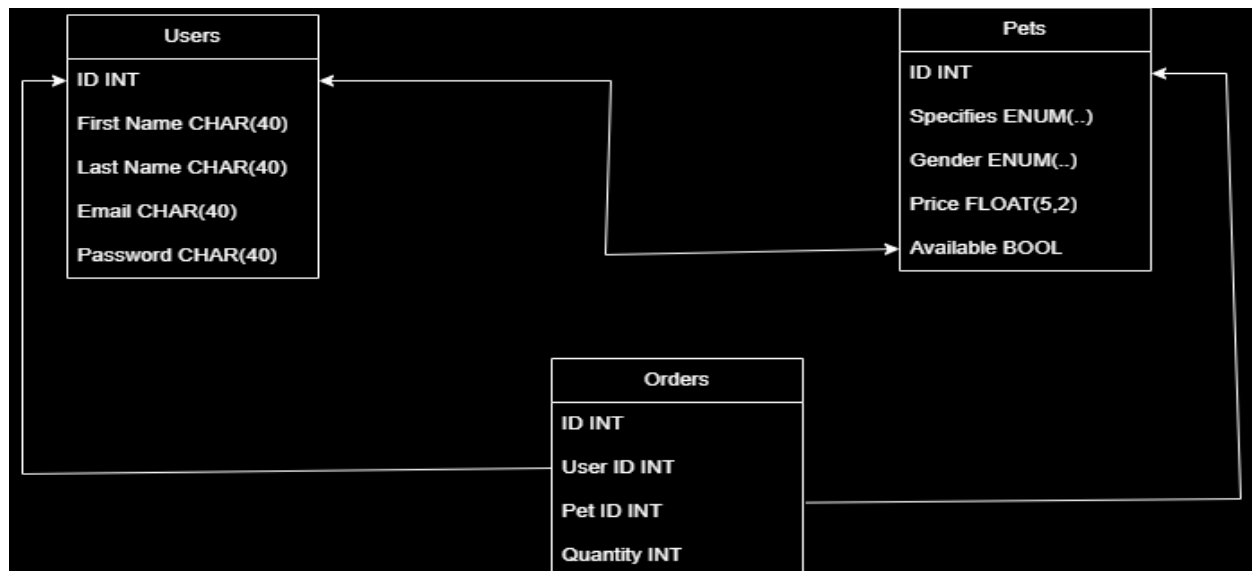 Users
ID INT
First Name CHAR(40)
Last Name CHAR(40)
Email CHAR(40)
Password CHAR(40)
Pets
ID INT
Specifies ENUM(..)
Gender ENUM(..)
Price FLOAT(5,2)
Available BOOL
Orders
ID INT
User ID INT
Pet ID INT
Quantity INT